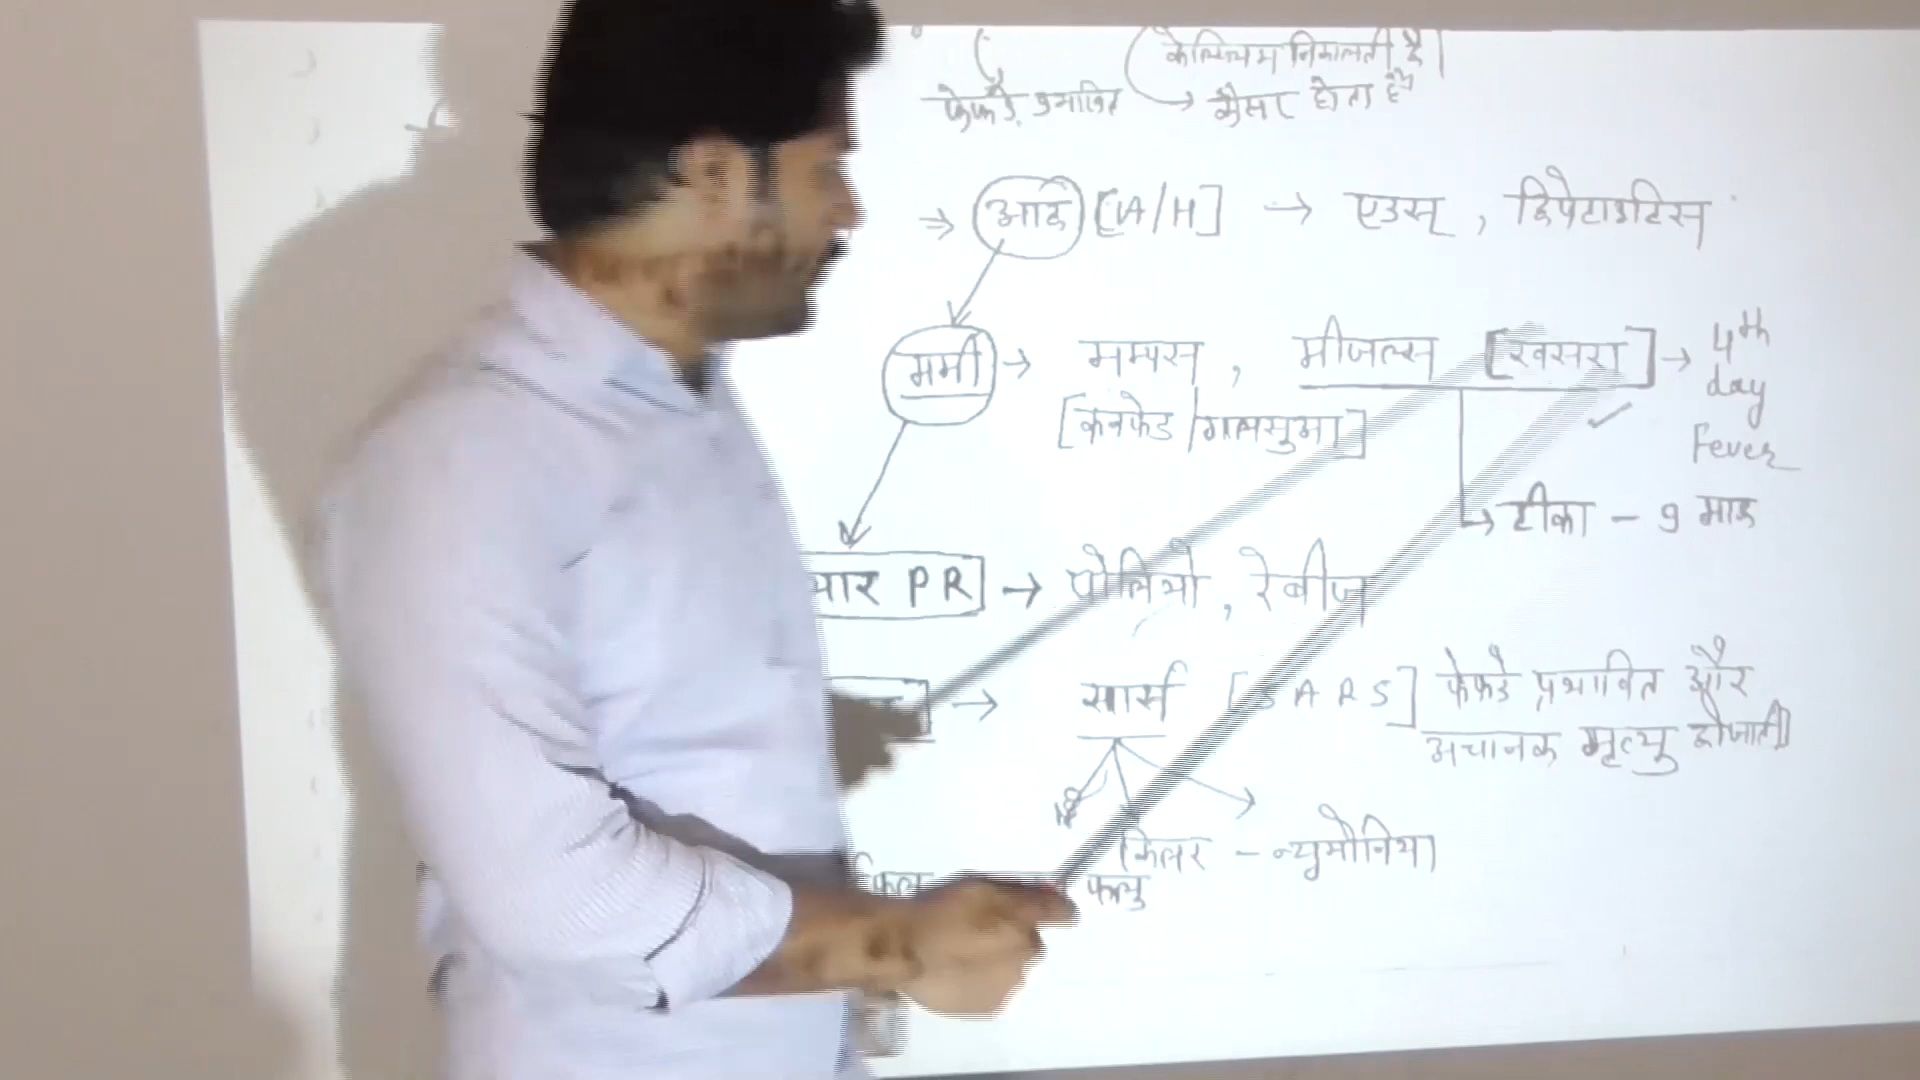 केल्शियम निकालती है
फेफड़े प्रभावित → कैंसर होता है
⇒ आह [A/H] → एड्स , हिपेटाइटिस
ममी → मम्पस , मीजल्स [खसरा] → 4th day Fever
[कनफेड/गलसुआ]
→ टीका - 9 माह
यार PR → पोलियो , रेबीज
→ सार्स [SARS] फेफडे प्रभावित और
अचानक मृत्यु होजाती
किलर - न्यूमोनिया
फ्लू